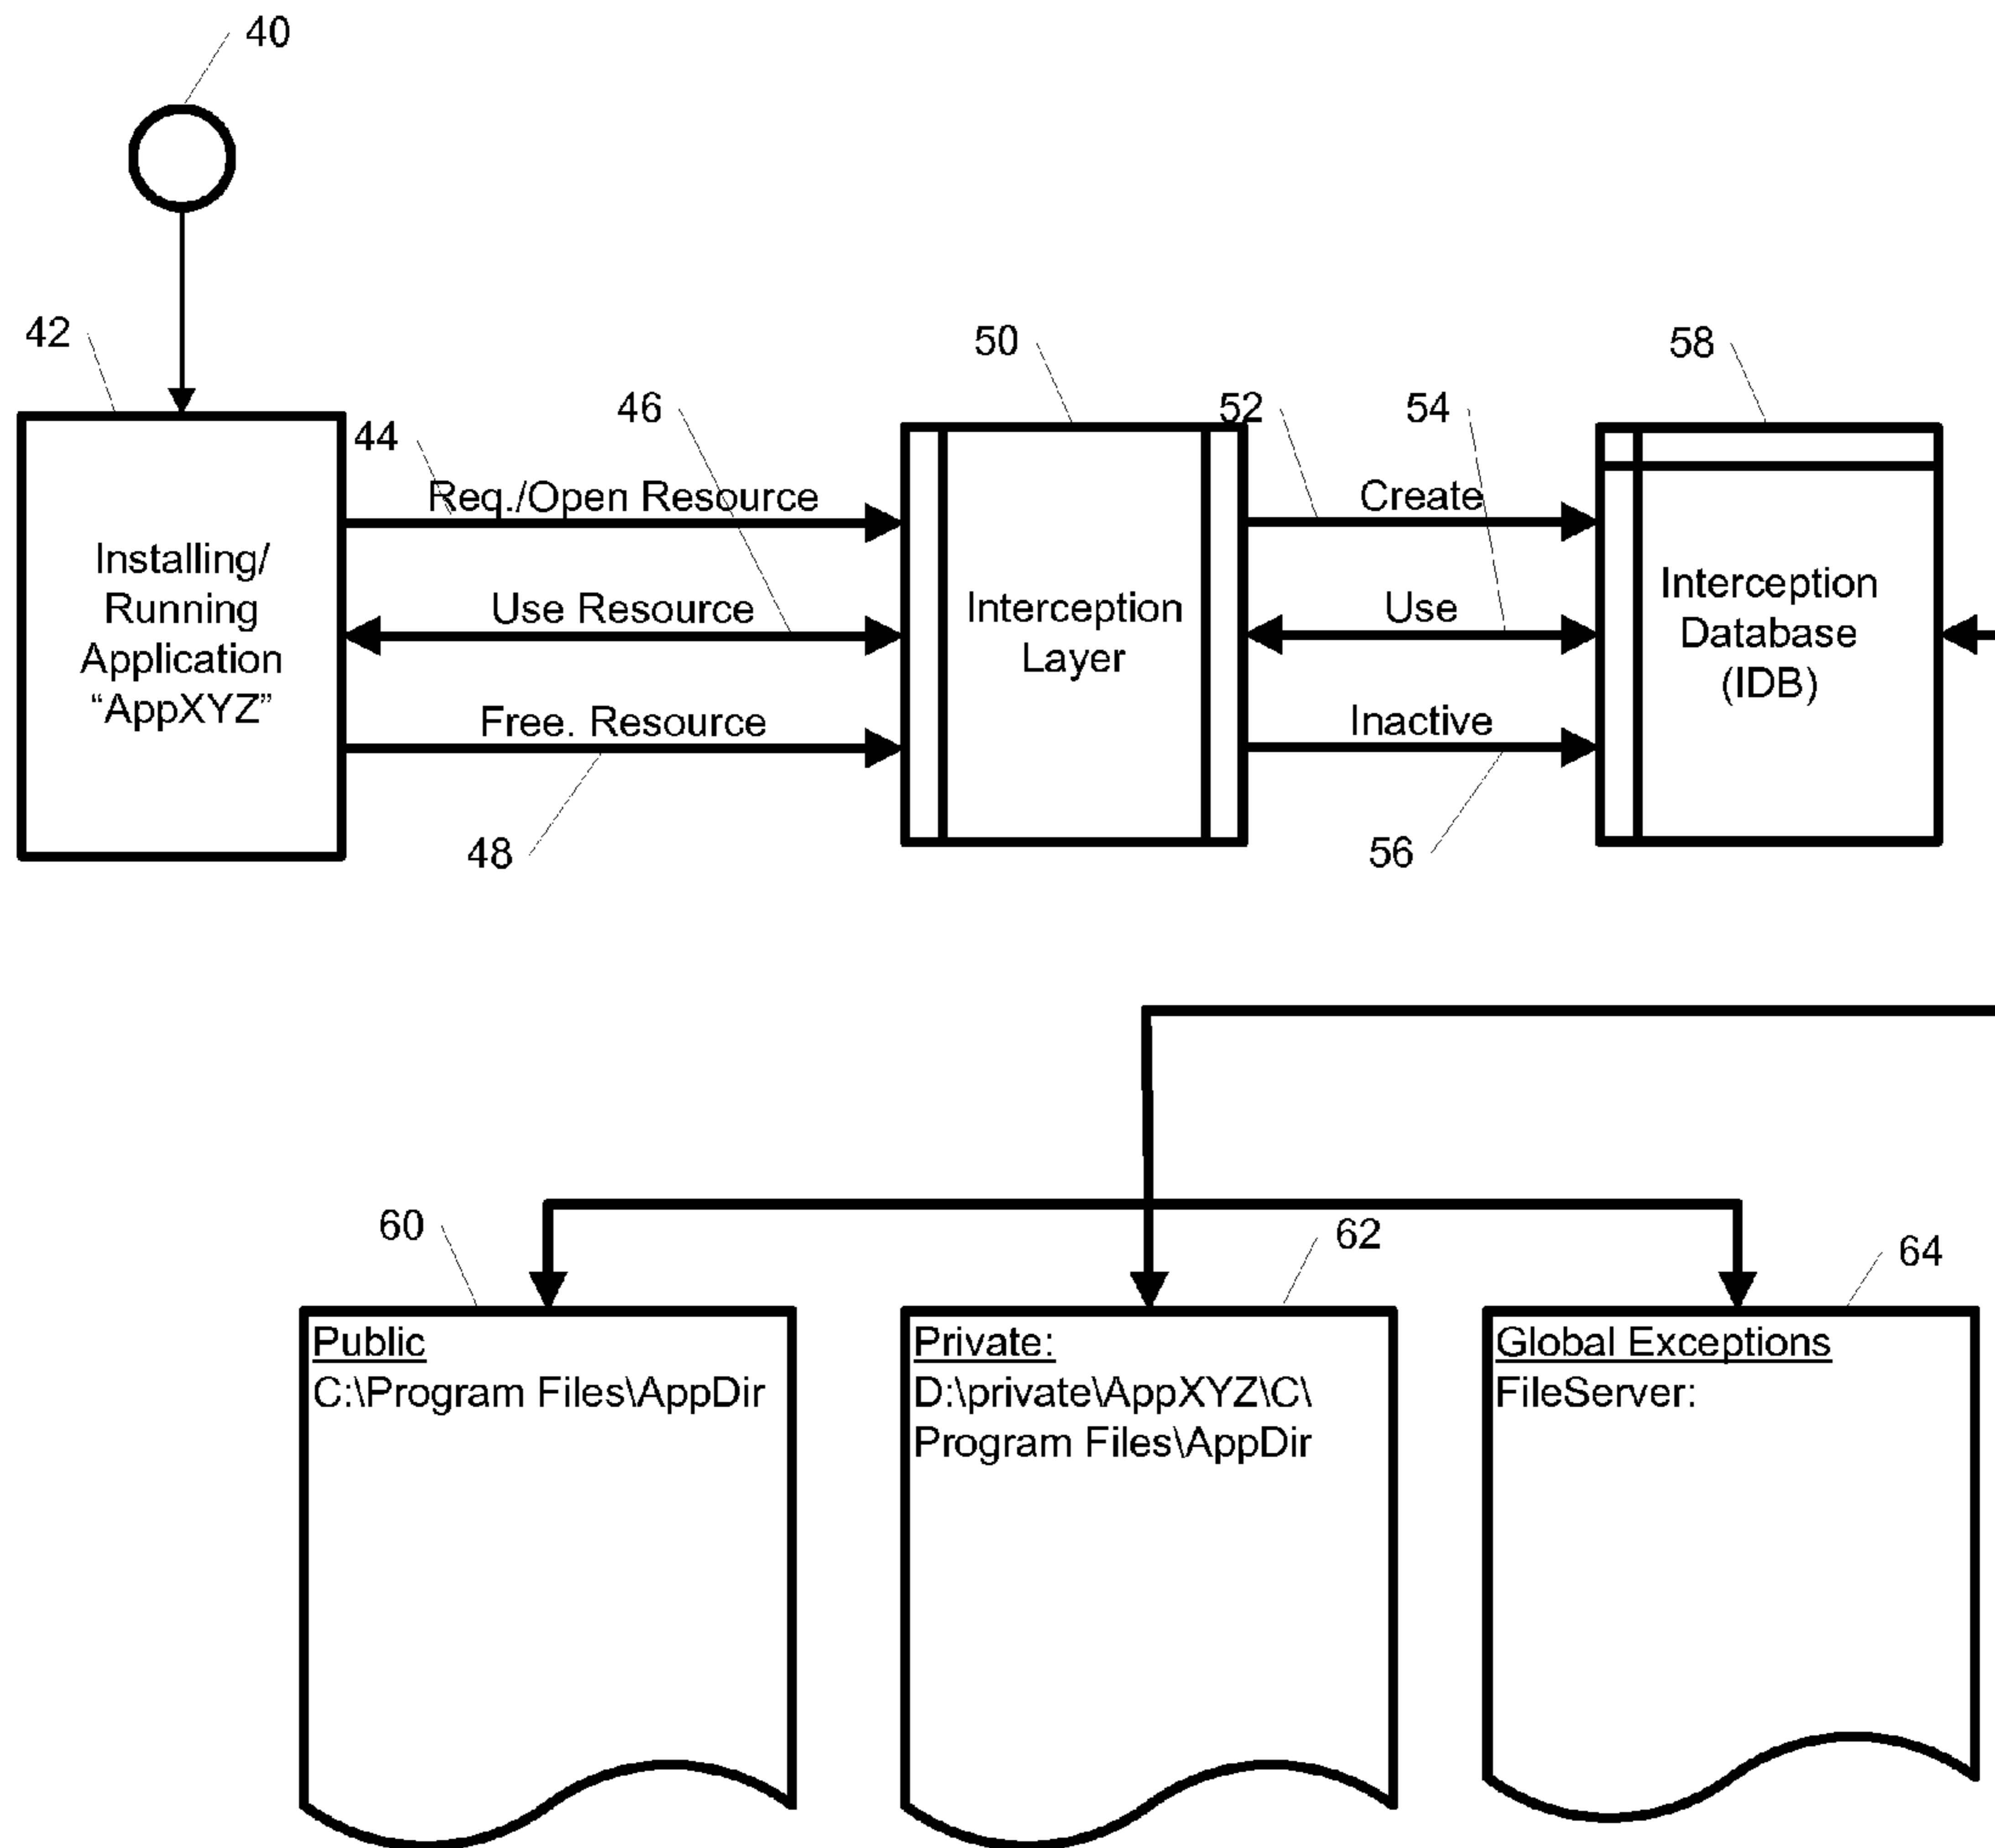 40
42
50
58
44
46
52
54
Req./Open Resource
Create
Installing/
Running
Application
“AppXYZ”
Use Resource
Interception
Layer
Use
Interception
Database
(IDB)
Free. Resource
Inactive
48
56
60
62
64
Public
C:\Program Files\AppDir
Private:
D:\private\AppXYZ\C\
Program Files\AppDir
Global Exceptions
FileServer: